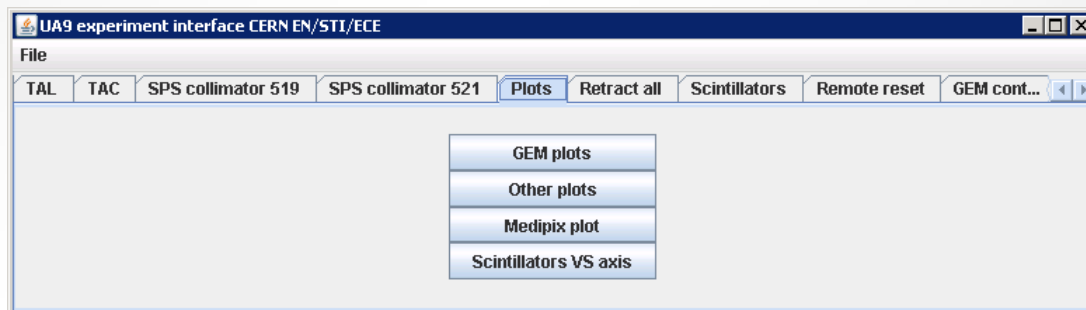 UA9 experiment interface CERN EN/STI/ECE
File
TAL TAC SPS collimator 519 SPS collimator 521 Plots Retract all Scintillators Remote reset GEM cont...
GEM plots
Other plots
Medipix plot
Scintillators VS axis